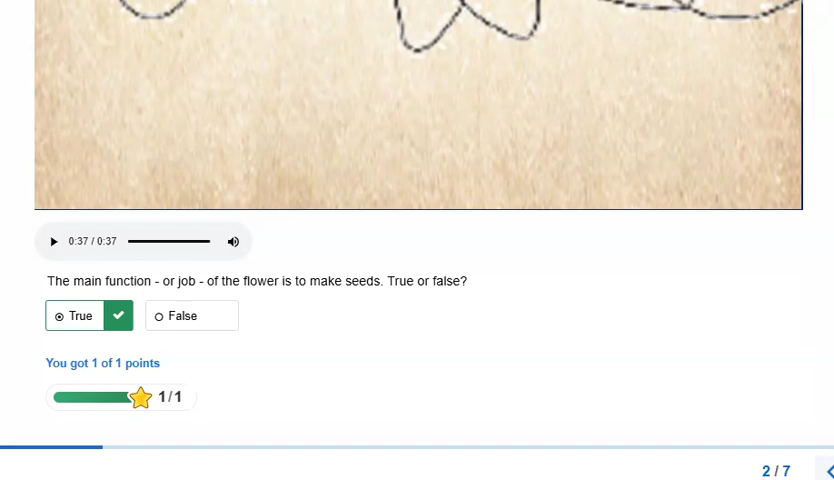 0:37 / 0:37
The main function - or job - of the flower is to make seeds. True or false?
True
False
You got 1 of 1 points
1/1
2 / 7